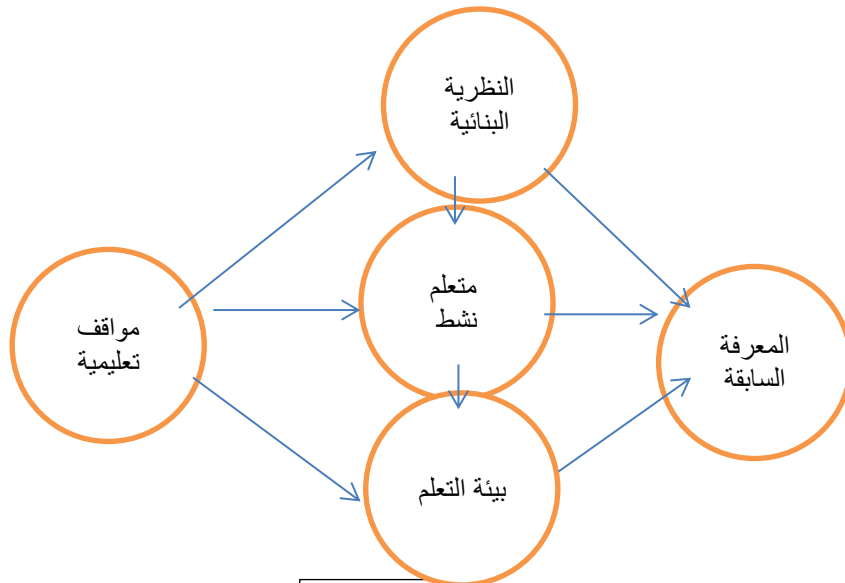 النظرية
البنائية
متعلم
نشط
مواقف
تعليمية
المعرفة
السابقة
بيئة التعلم